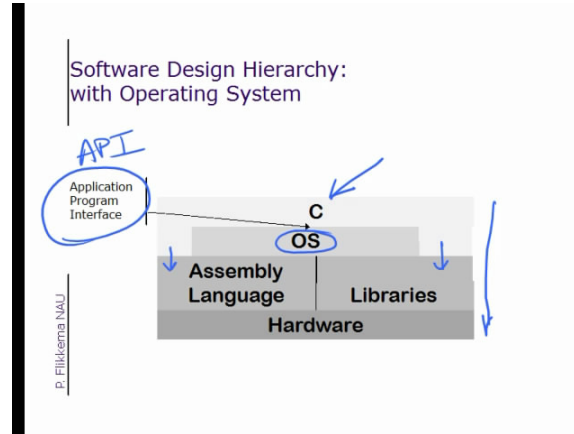 Software Design Hierarchy:
with Operating System
API
Application
Program
Interface
C
OS
Assembly
Language
Libraries
Hardware
P. Flikkema NAU